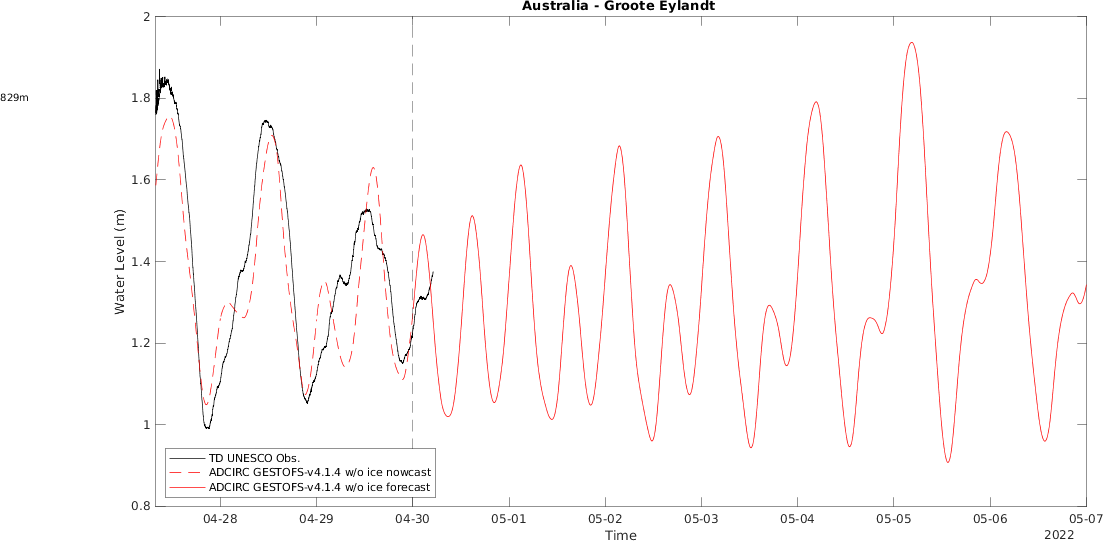 Australia - Groote Eylandt
829m
Water Level (m)
2
1.8
1.6
1.4
1.2
1
0.8
TD UNESCO Obs.
ADCIRC GESTOFS-v4.1.4 w/o ice nowcast
ADCIRC GESTOFS-v4.1.4 w/o ice forecast
04-28 04-29 04-30 05-01 05-02 05-03 05-04 05-05 05-06 05-07
Time
2022